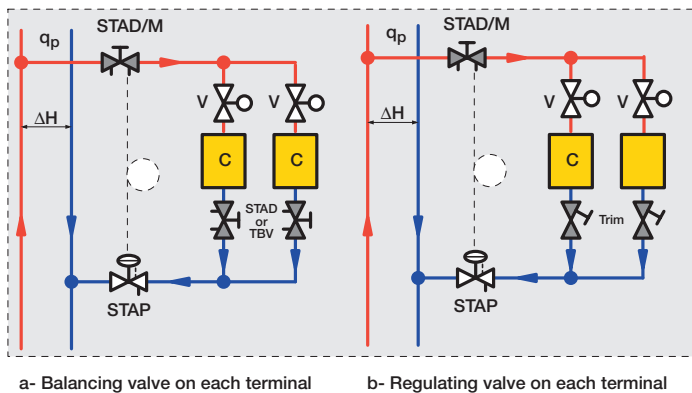 STAD/M
qp
V
V
ΔH
C
C
STAD
or
TBV
STAP
STAD/M
qp
V
V
ΔH
C
Trim
STAP
a- Balancing valve on each terminal
b- Regulating valve on each terminal